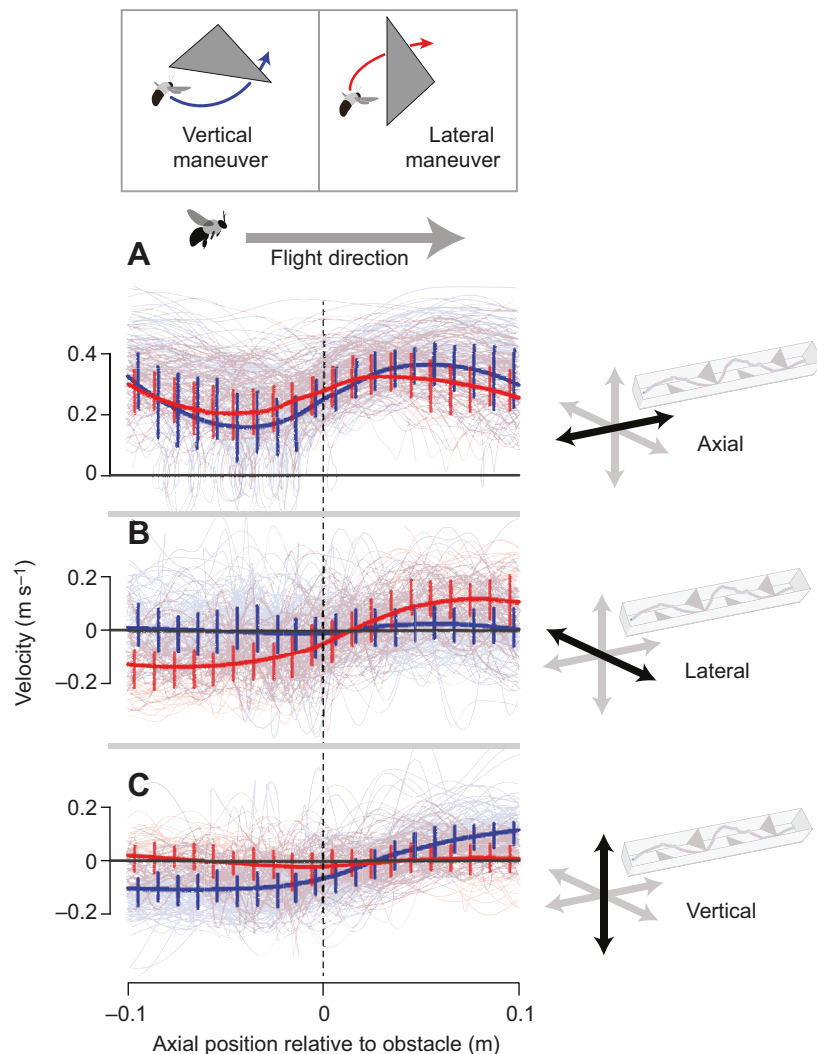 Vertical
maneuver
Lateral
maneuver
Flight direction
A
0.4
0.2
0
Axial
B
0.2
0
–0.2
Lateral
Velocity (m s–1)
C
0.2
0
–0.2
Vertical
–0.1
0
0.1
Axial position relative to obstacle (m)